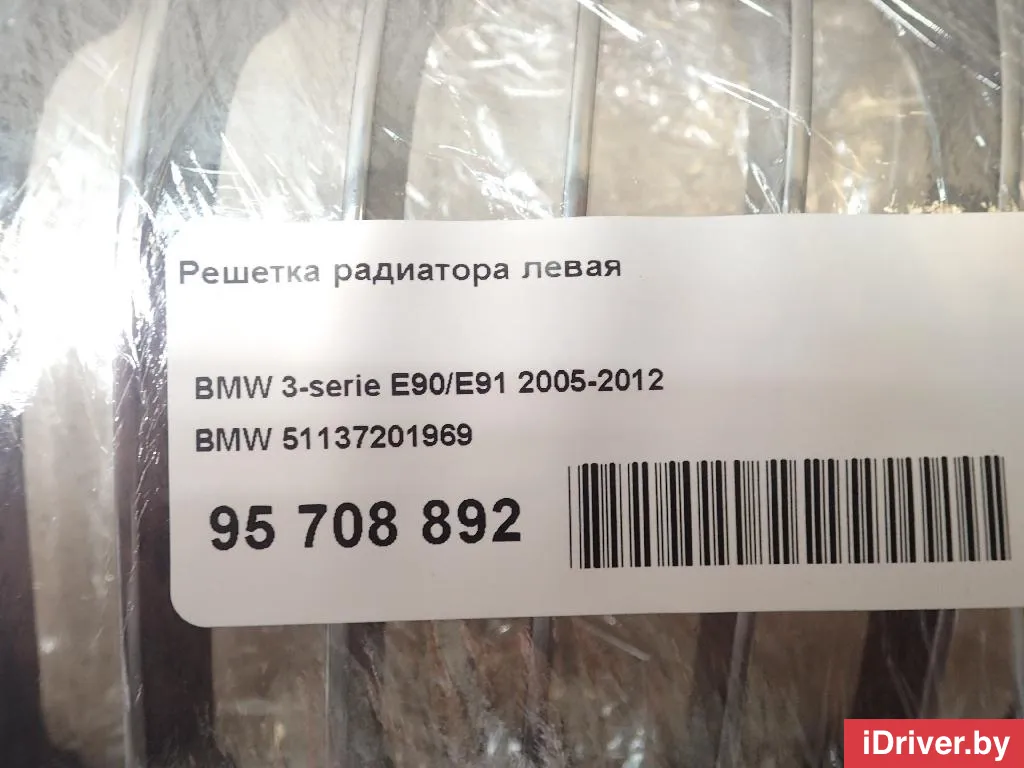 Решетка радиатора левая
BMW 3-serie E90/E91 2005-2012
BMW 51137201969
95 708 892
iDriver.by